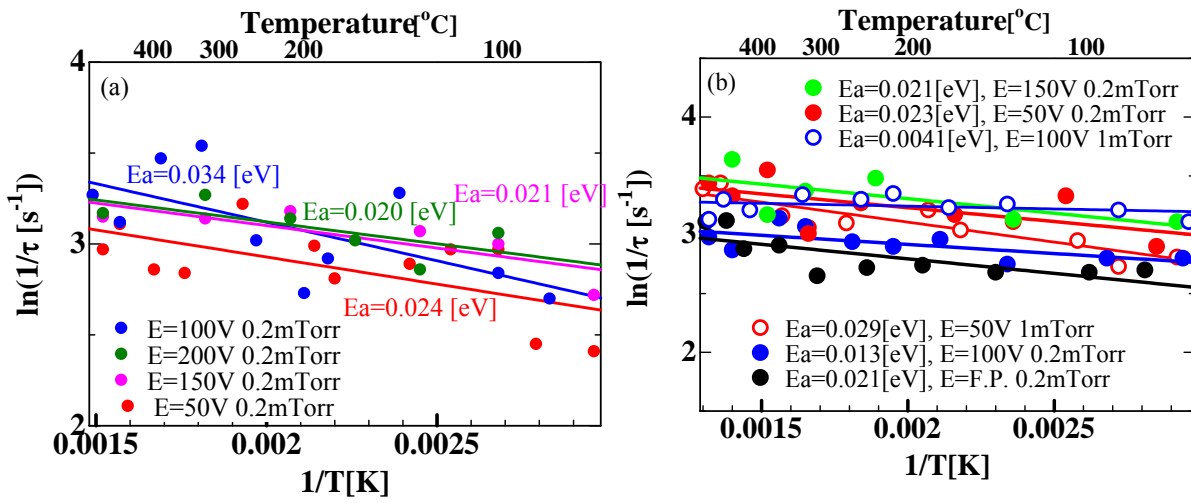 Temperature[°C]
400 300 200 100
(a)
4
3
2
ln(1/τ [s⁻¹])
Ea=0.034 [eV]
Ea=0.021 [eV]
Ea=0.020 [eV]
Ea=0.024 [eV]
E=100V 0.2mTorr
E=200V 0.2mTorr
E=150V 0.2mTorr
E=50V 0.2mTorr
0.0015 0.002 0.0025
1/T[K]
Temperature[°C]
400 300 200 100
(b)
4
3
2
ln(1/τ [s⁻¹])
Ea=0.021[eV], E=150V 0.2mTorr
Ea=0.023[eV], E=50V 0.2mTorr
Ea=0.0041[eV], E=100V 1mTorr
Ea=0.029[eV], E=50V 1mTorr
Ea=0.013[eV], E=100V 0.2mTorr
Ea=0.021[eV], E=F.P. 0.2mTorr
0.0015 0.002 0.0025
1/T[K]